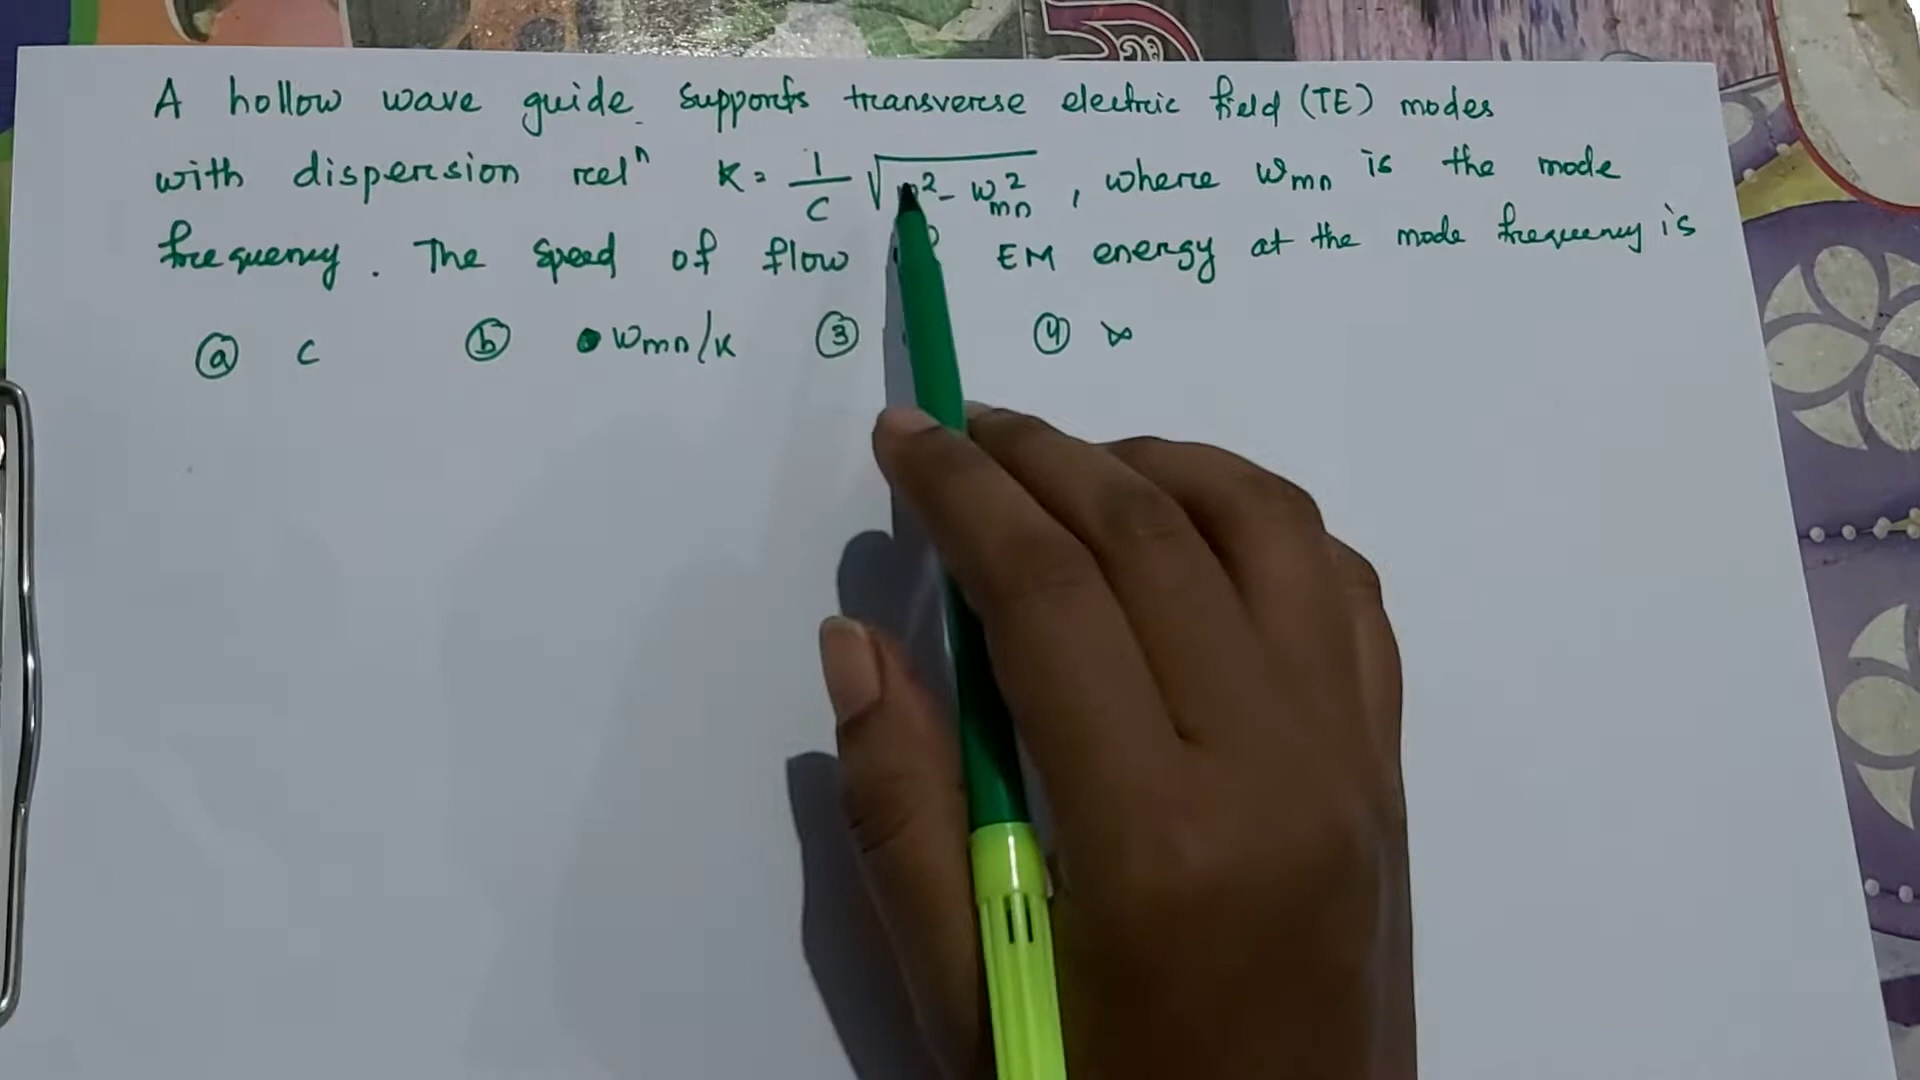 A hollow wave guide supports transverse electric field (TE) modes
with dispersion relⁿ K = 1/C √(ω² - ω²mn) , where ωmn is the mode
frequency . The speed of flow EM energy at the mode frequency is
ⓐ C ⓑ ωmn/K ③ ④ ∞